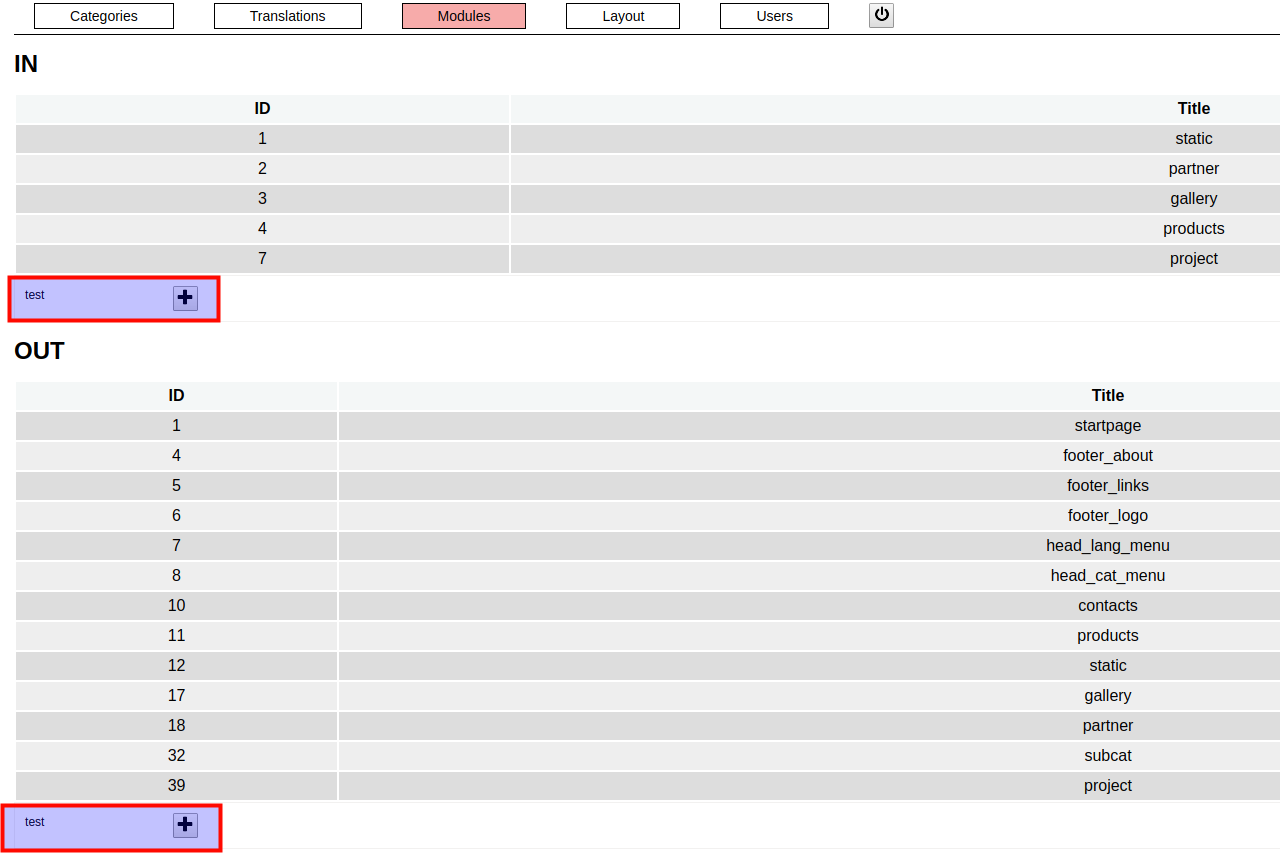 Categories Translations Modules Layout Users
IN
ID Title
1 static
2 partner
3 gallery
4 products
7 project
test
OUT
ID Title
1 startpage
4 footer_about
5 footer_links
6 footer_logo
7 head_lang_menu
8 head_cat_menu
10 contacts
11 products
12 static
17 gallery
18 partner
32 subcat
39 project
test